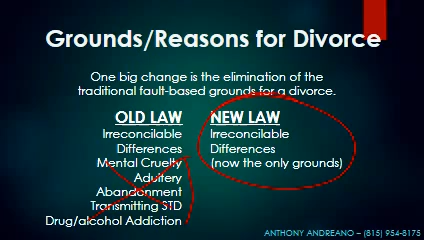 Grounds/Reasons for Divorce
One big change is the elimination of the
traditional fault-based grounds for a divorce.
OLD LAW
Irreconcilable
Differences
Mental Cruelty
Adultery
Abandonment
Transmitting STD
Drug/alcohol Addiction
NEW LAW
Irreconcilable
Differences
(now the only grounds)
ANTHONY ANDREANO – (815) 954-8175